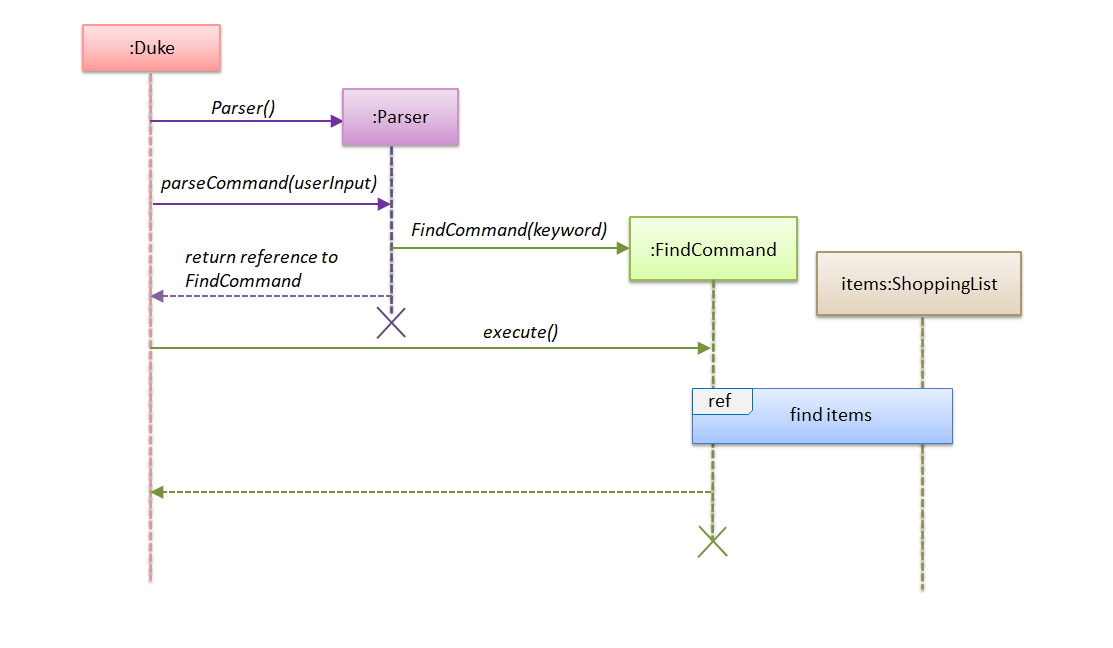 :Duke
Parser()
:Parser
parseCommand(userInput)
FindCommand(keyword)
:FindCommand
return reference to
FindCommand
items:ShoppingList
execute()
ref
find items